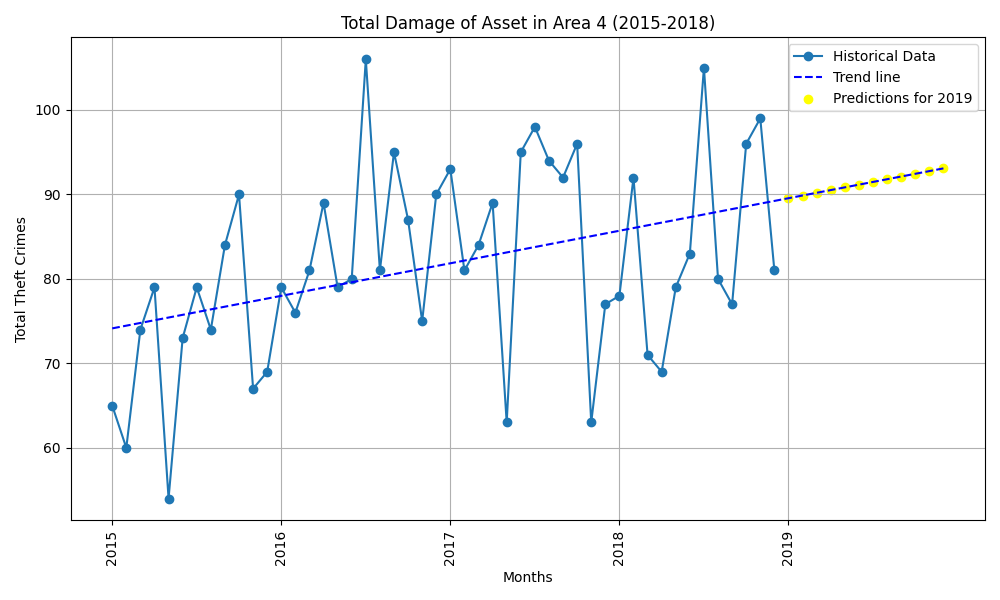 Total Damage of Asset in Area 4 (2015-2018)
Historical Data
Trend line
Predictions for 2019
Total Theft Crimes
100
90
80
70
60
2015
2016
2017
2018
2019
Months